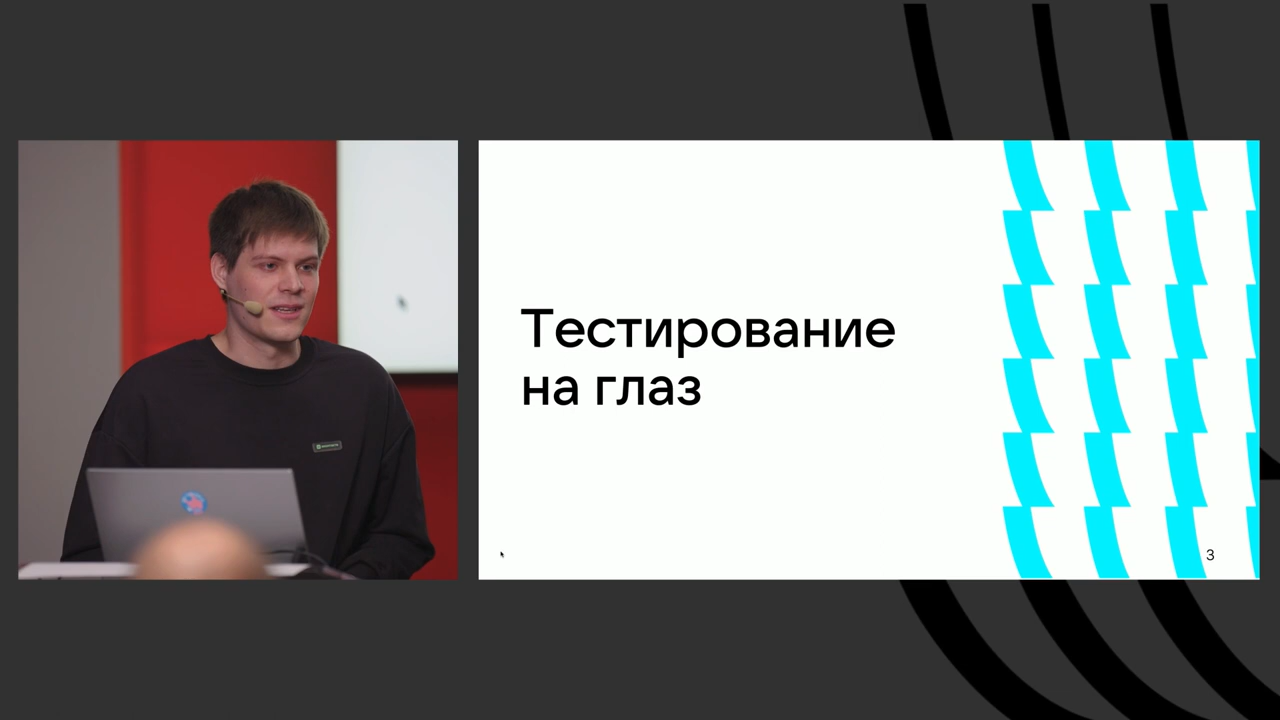 Тестирование
на глаз
3